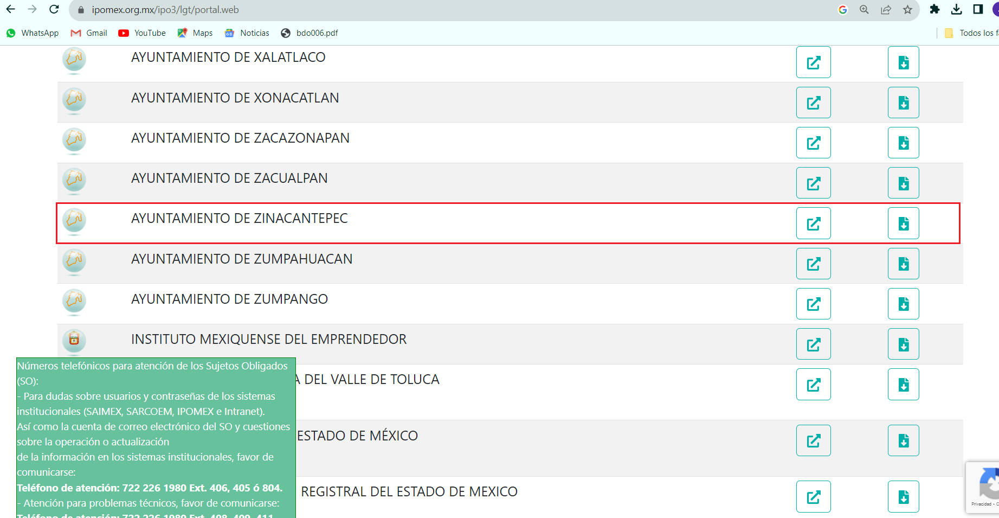 ipomex.org.mx/ipo3/lgt/portal.web
WhatsApp
Gmail
YouTube
Maps
Noticias
bdo006.pdf
Todos los
AYUNTAMIENTO DE XALATLACO
AYUNTAMIENTO DE XONACATLAN
AYUNTAMIENTO DE ZACAZONAPAN
AYUNTAMIENTO DE ZACUALPAN
AYUNTAMIENTO DE ZINACANTEPEC
AYUNTAMIENTO DE ZUMPAHUACAN
AYUNTAMIENTO DE ZUMPANGO
INSTITUTO MEXIQUENSE DEL EMPRENDEDOR
DEL VALLE DE TOLUCA
ESTADO DE MÉXICO
REGISTRAL DEL ESTADO DE MEXICO
Números telefónicos para atención de los Sujetos Obligados
(SO):
- Para dudas sobre usuarios y contraseñas de los sistemas
institucionales (SAIMEX, SARCOEM, IPOMEX e Intranet).
Así como la cuenta de correo electrónico del SO y cuestiones
sobre la operación o actualización
de la información en los sistemas institucionales, favor de
comunicarse:
Teléfono de atención: 722 226 1980 Ext. 406, 405 ó 804.
- Atención para problemas técnicos, favor de comunicarse:
Teléfono de atención: 722 226 1980 Ext. 408, 409, 411
Privacidad -